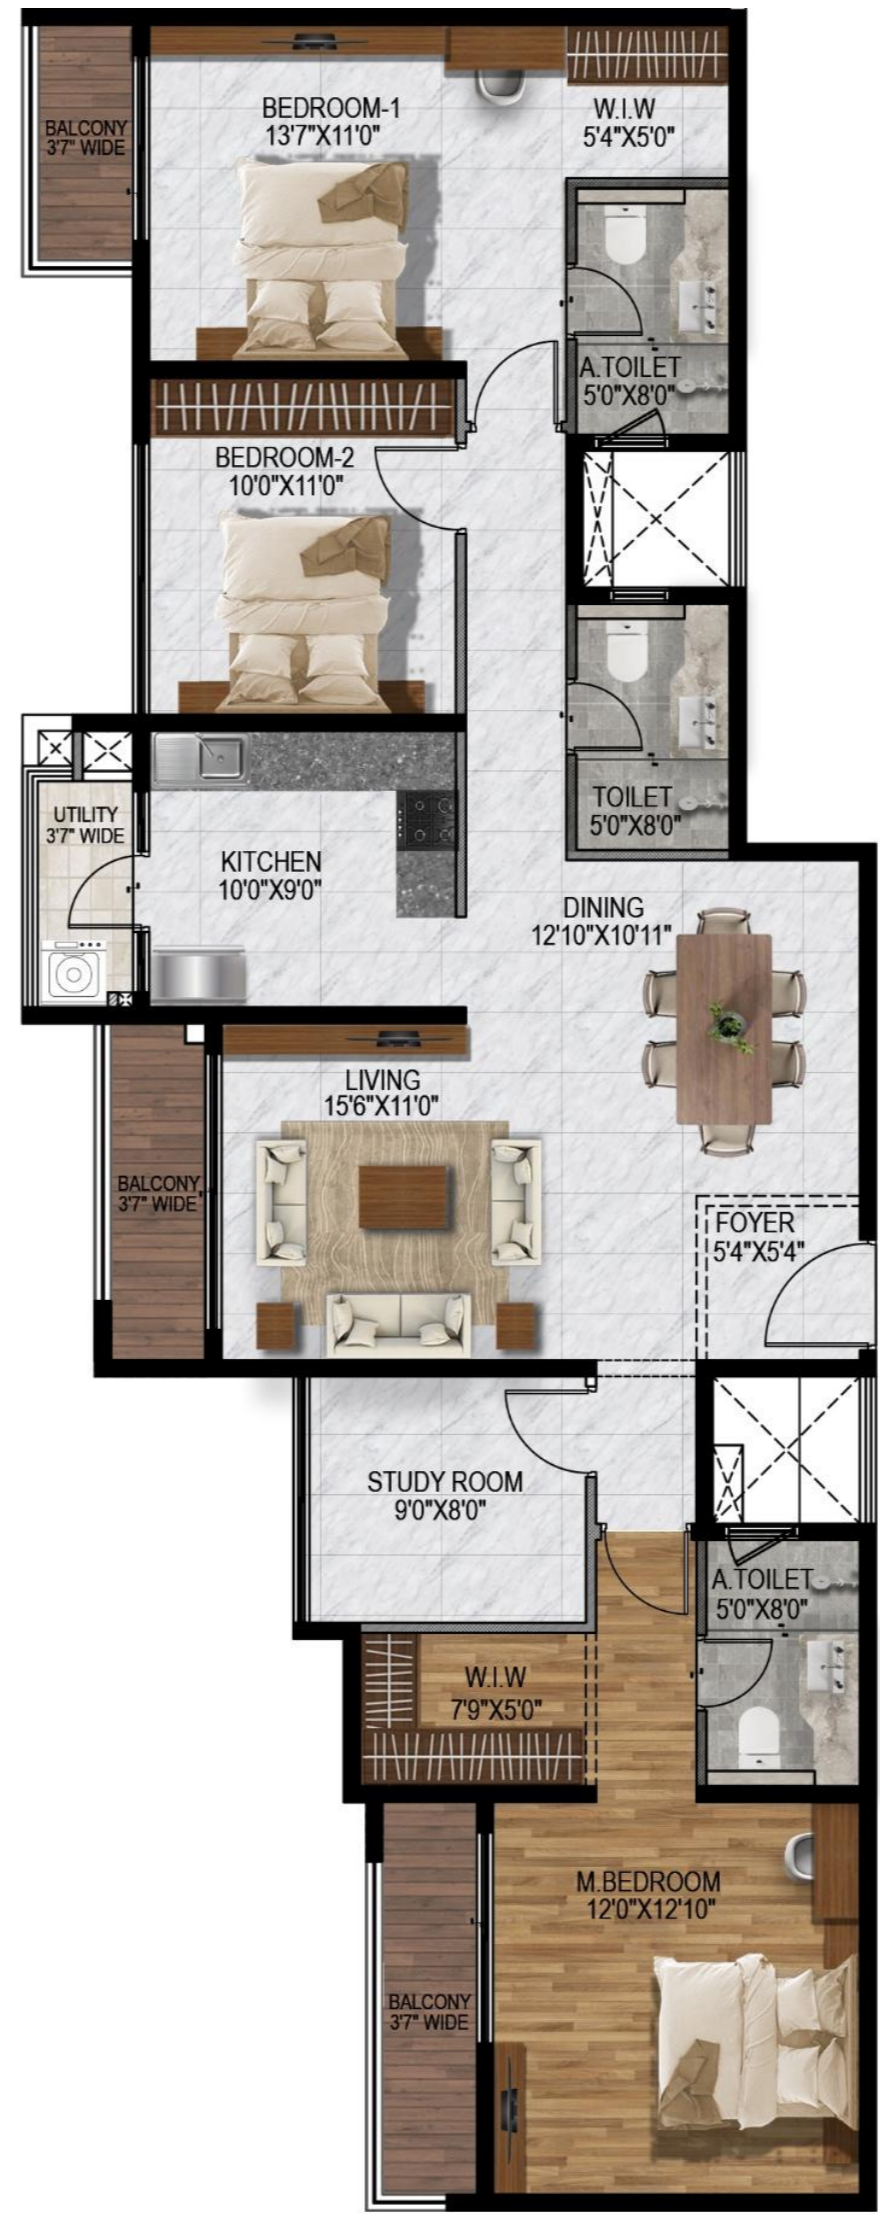 BEDROOM-1
13'7"X11'0"
W.I.W
5'4"X5'0"
BALCONY
3'7" WIDE
A.TOILET
5'0"X8'0"
BEDROOM-2
10'0"X11'0"
TOILET
5'0"X8'0"
UTILITY
3'7" WIDE
KITCHEN
10'0"X9'0"
DINING
12'10"X10'11"
LIVING
15'6"X11'0"
BALCONY
3'7" WIDE
FOYER
5'4"X5'4"
STUDY ROOM
9'0"X8'0"
A.TOILET
5'0"X8'0"
W.I.W
7'9"X5'0"
M.BEDROOM
12'0"X12'10"
BALCONY
3'7" WIDE